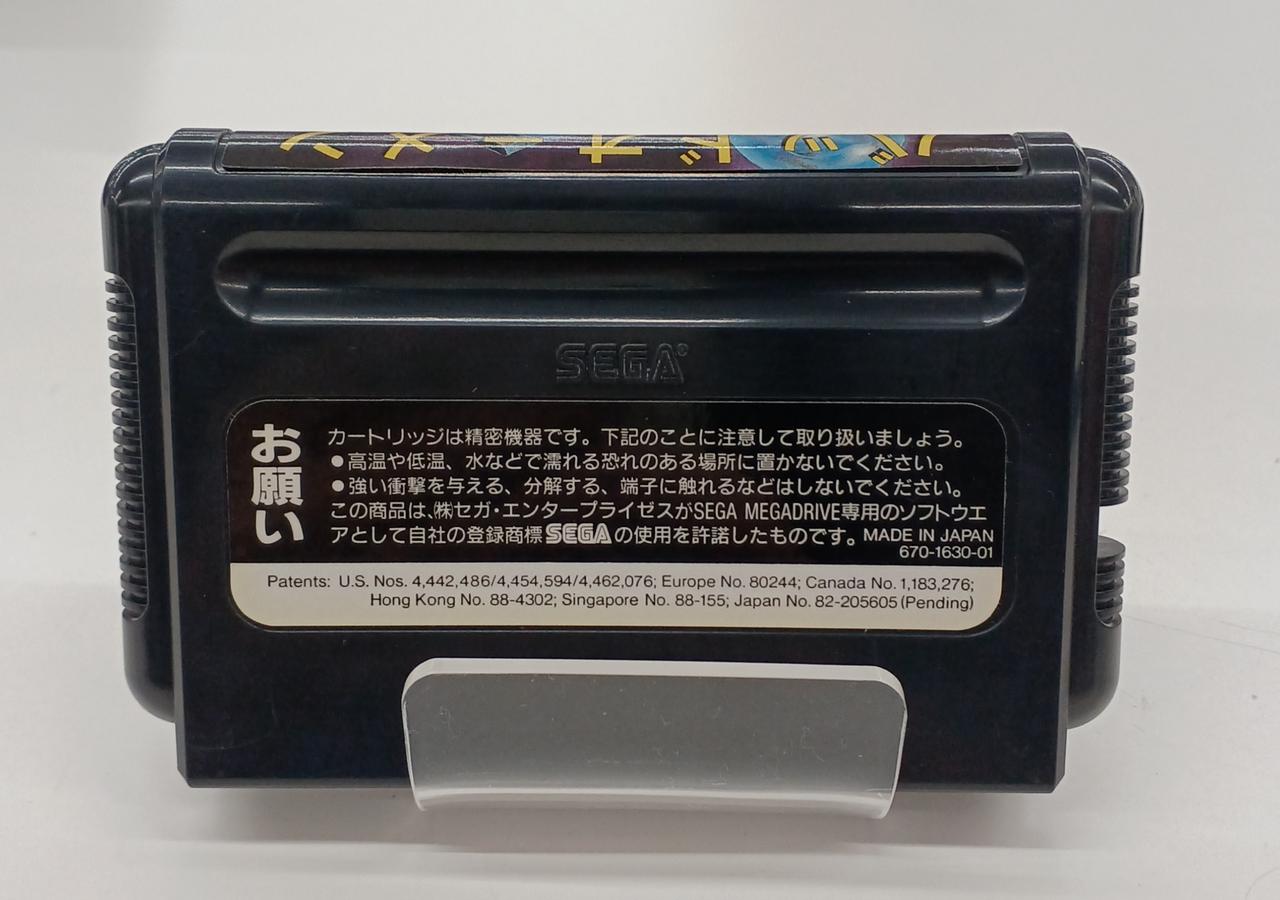 バッドオーメン
SEGA®
お願い
カートリッジは精密機器です。下記のことに注意して取り扱いましょう。
●高温や低温、水などで濡れる恐れのある場所に置かないでください。
●強い衝撃を与える、分解する、端子に触れるなどはしないでください。
この商品は、㈱セガ・エンタープライゼスがSEGA MEGADRIVE専用のソフトウエ
アとして自社の登録商標SEGAの使用を許諾したものです。MADE IN JAPAN
670-1630-01
Patents: U.S. Nos. 4,442,486/4,454,594/4,462,076; Europe No. 80244; Canada No. 1,183,276;
Hong Kong No. 88-4302; Singapore No. 88-155; Japan No. 82-205605 (Pending)